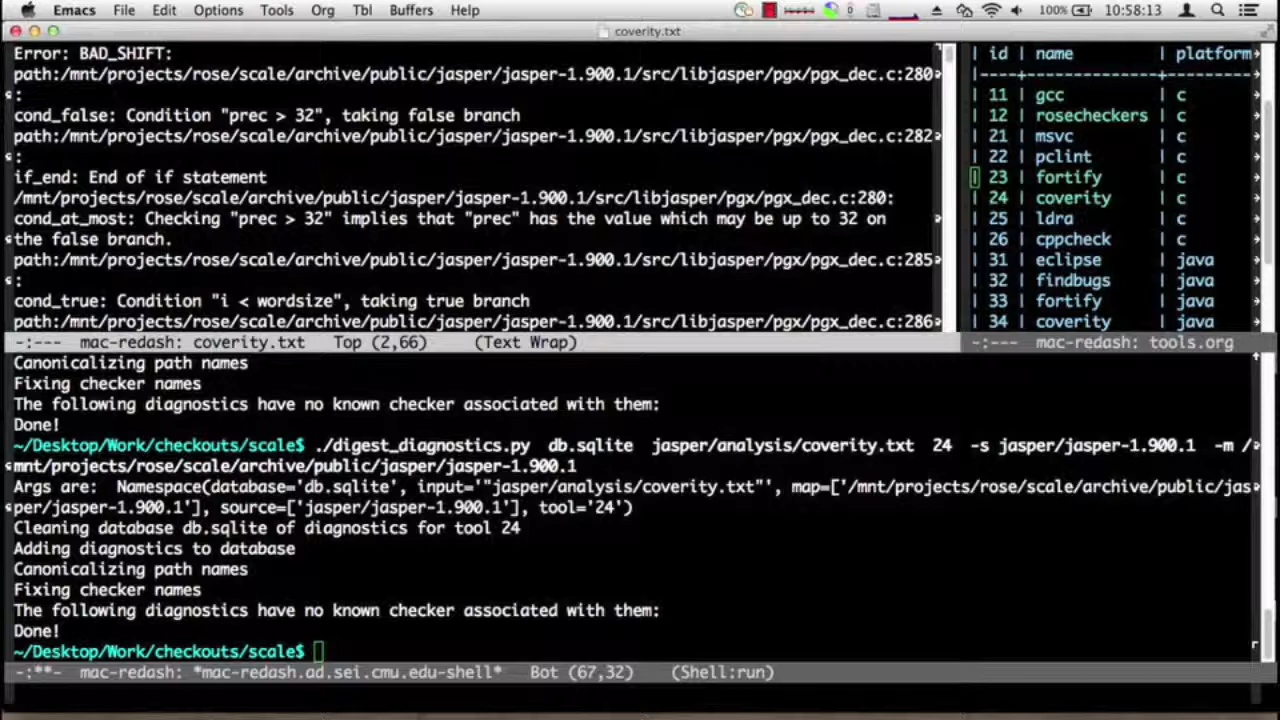 Emacs File Edit Options Tools Org Tbl Buffers Help 100% 10:58:13
coverity.txt
Error: BAD_SHIFT:
path:/mnt/projects/rose/scale/archive/public/jasper/jasper-1.900.1/src/libjasper/pgx/pgx_dec.c:280
:
cond_false: Condition "prec > 32", taking false branch
path:/mnt/projects/rose/scale/archive/public/jasper/jasper-1.900.1/src/libjasper/pgx/pgx_dec.c:282
:
if_end: End of if statement
/mnt/projects/rose/scale/archive/public/jasper/jasper-1.900.1/src/libjasper/pgx/pgx_dec.c:280:
cond_at_most: Checking "prec > 32" implies that "prec" has the value which may be up to 32 on
the false branch.
path:/mnt/projects/rose/scale/archive/public/jasper/jasper-1.900.1/src/libjasper/pgx/pgx_dec.c:285
:
cond_true: Condition "i < wordsize", taking true branch
path:/mnt/projects/rose/scale/archive/public/jasper/jasper-1.900.1/src/libjasper/pgx/pgx_dec.c:286
-:--- mac-redash: coverity.txt Top (2,66) (Text Wrap)
| id | name | platform
|----+--------------+---------
| 11 | gcc | c
| 12 | rosecheckers | c
| 21 | msvc | c
| 22 | pclint | c
| 23 | fortify | c
| 24 | coverity | c
| 25 | ldra | c
| 26 | cppcheck | c
| 31 | eclipse | java
| 32 | findbugs | java
| 33 | fortify | java
| 34 | coverity | java
-:--- mac-redash: tools.org
Canonicalizing path names
Fixing checker names
The following diagnostics have no known checker associated with them:
Done!
~/Desktop/Work/checkouts/scale$ ./digest_diagnostics.py db.sqlite jasper/analysis/coverity.txt 24 -s jasper/jasper-1.900.1 -m /
mnt/projects/rose/scale/archive/public/jasper/jasper-1.900.1
Args are: Namespace(database='db.sqlite', input='"jasper/analysis/coverity.txt"', map=['/mnt/projects/rose/scale/archive/public/jas
per/jasper-1.900.1'], source=['jasper/jasper-1.900.1'], tool='24')
Cleaning database db.sqlite of diagnostics for tool 24
Adding diagnostics to database
Canonicalizing path names
Fixing checker names
The following diagnostics have no known checker associated with them:
Done!
~/Desktop/Work/checkouts/scale$
-:**- mac-redash: *mac-redash.ad.sei.cmu.edu-shell* Bot (67,32) (Shell:run)